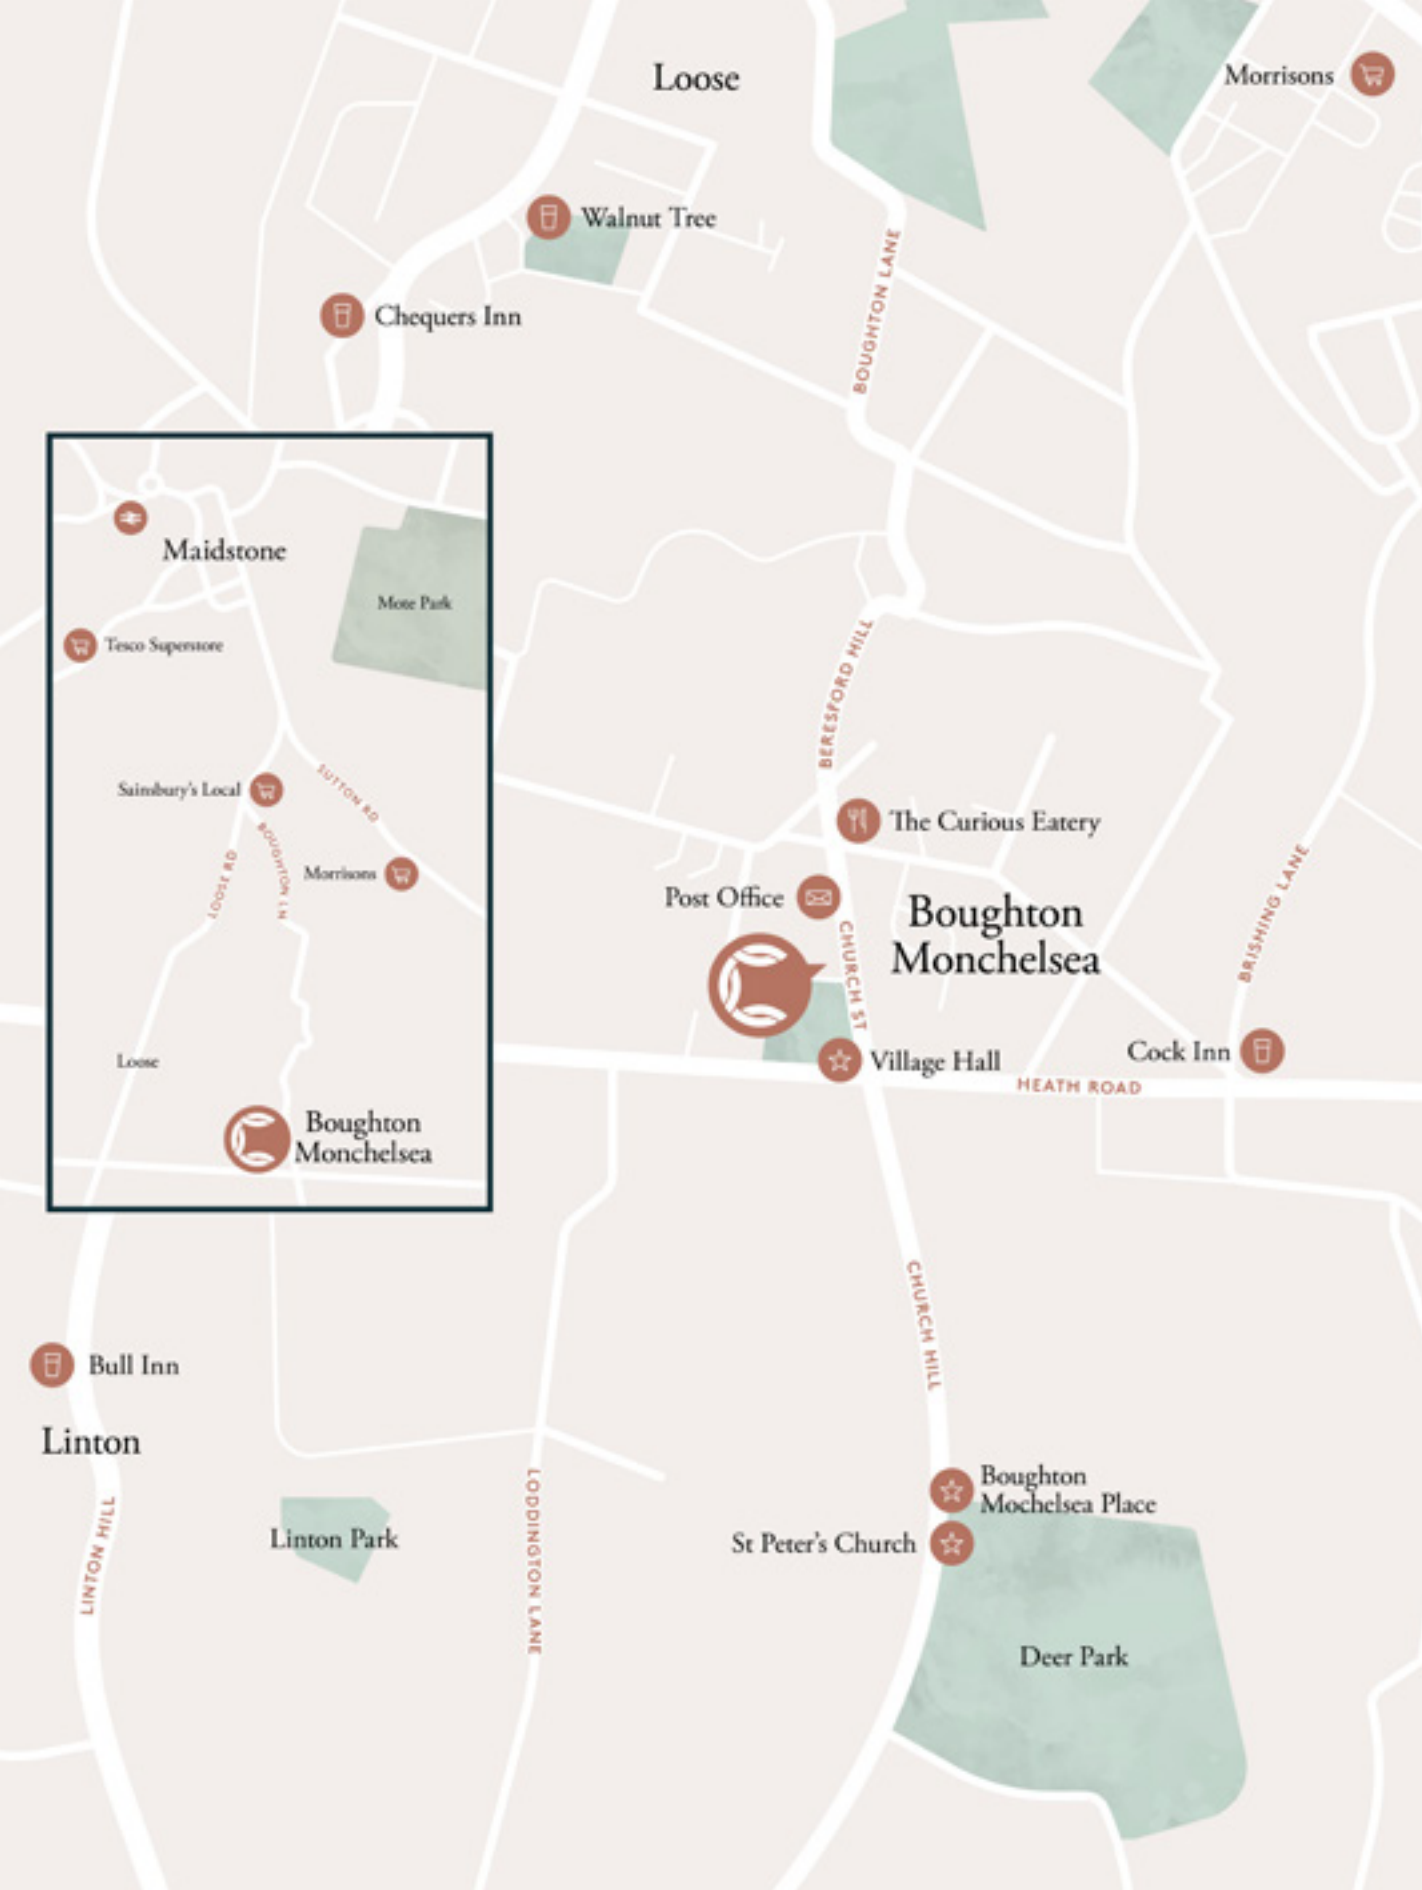 Loose
Morrisons
Walnut Tree
BOUGHTON LANE
Chequers Inn
Maidstone
Mote Park
Tesco Superstore
Sainsbury's Local
SUTTON RD
BOUGHTON LN
LOOSE RD
Morrisons
Loose
Boughton
Monchelsea
BERESFORD HILL
The Curious Eatery
Post Office
Boughton
Monchelsea
CHURCH ST
BRISHING LANE
Village Hall
Cock Inn
HEATH ROAD
CHURCH HILL
Bull Inn
Linton
LINTON HILL
Linton Park
LODDINGTON LANE
Boughton
Mochelsea Place
St Peter's Church
Deer Park